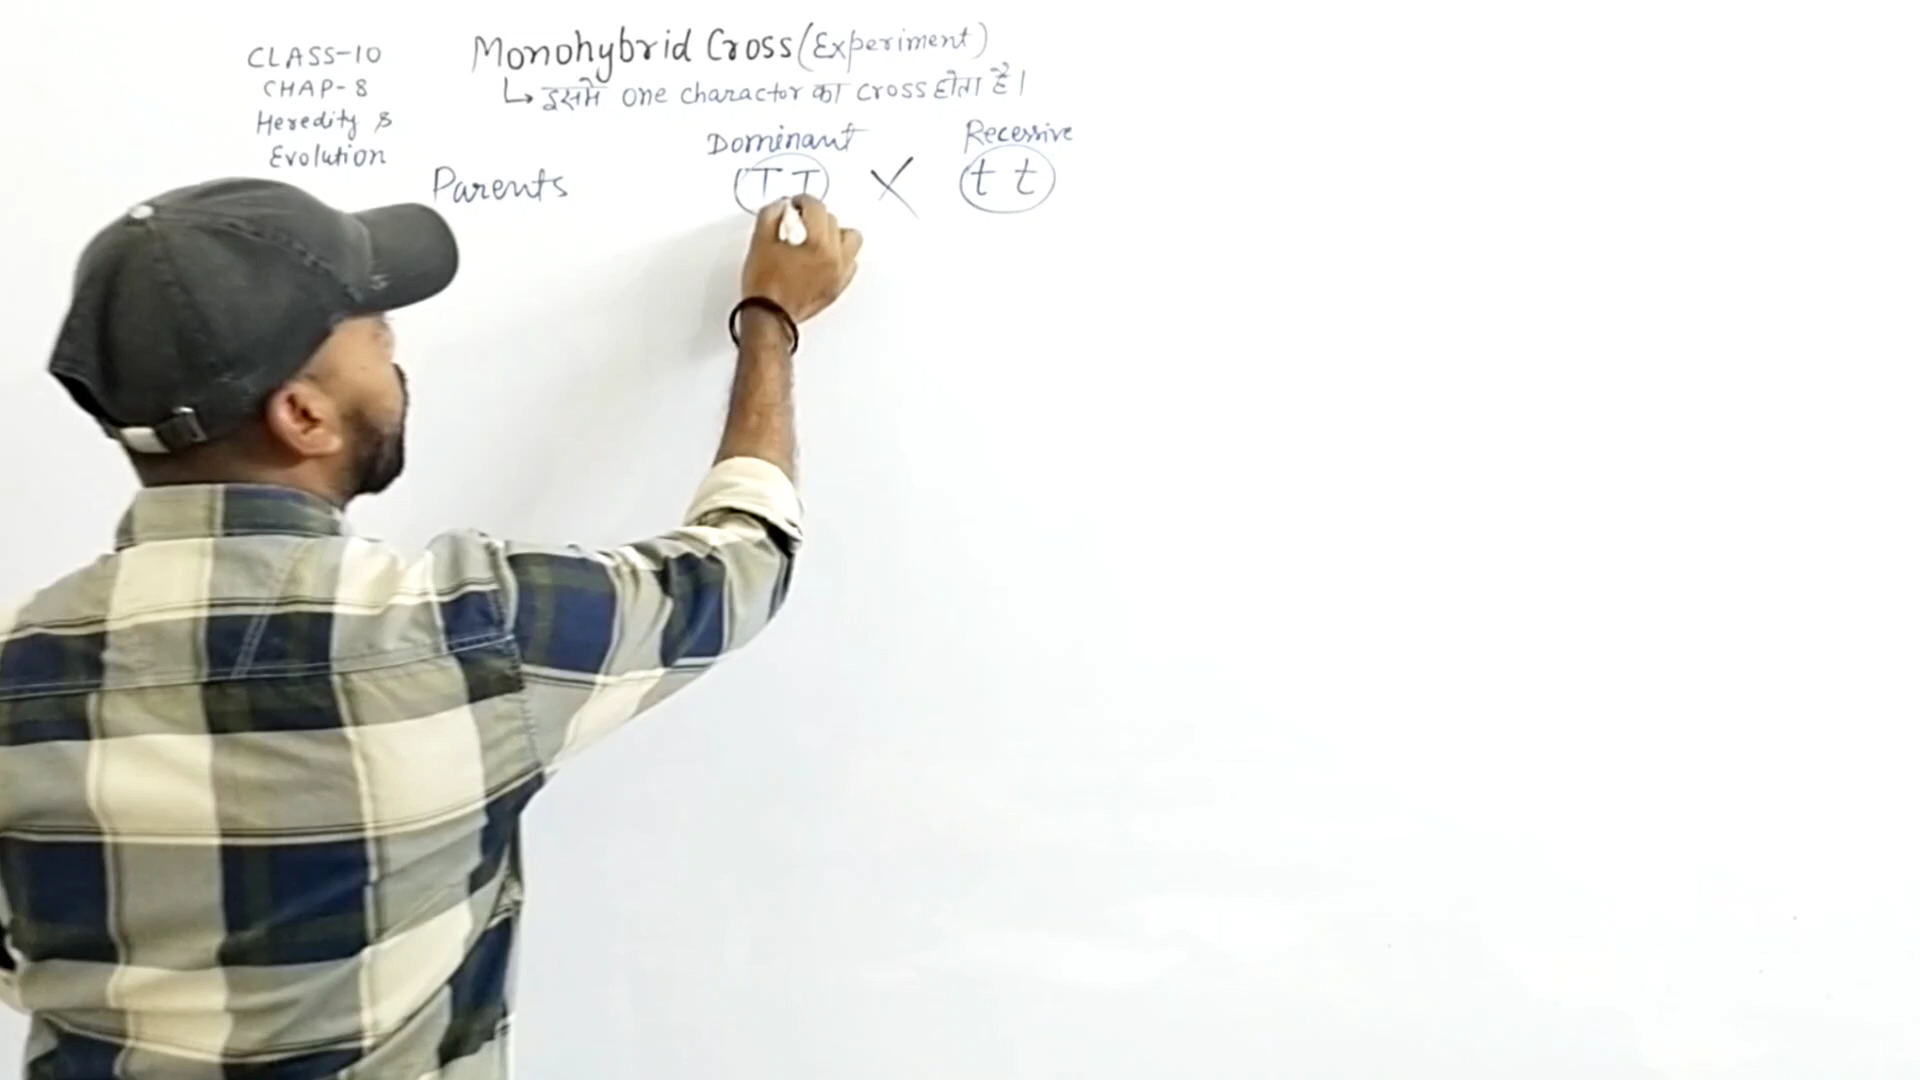 CLASS-10
CHAP-8
Heredity &
Evolution
Monohybrid Cross (Experiment)
↳ इसमे one charactor का cross होता है।
Dominant Recessive
Parents TT X tt